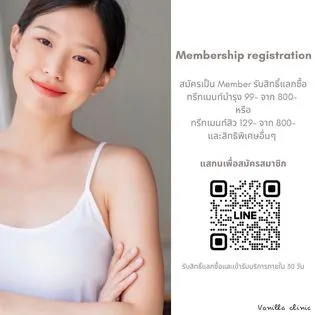 Membership registration
สมัครเป็น Member รับสิทธิ์แลกซื้อ
ทรีทเมนท์บำรุง 99- จาก 800-
หรือ
ทรีทเมนท์สิว 129- จาก 800-
และสิทธิพิเศษอื่นๆ
แสกนเพื่อสมัครสมาชิก
LINE
รับสิทธิ์แลกซื้อและเข้ารับบริการภายใน 30 วัน
Vanilla clinic